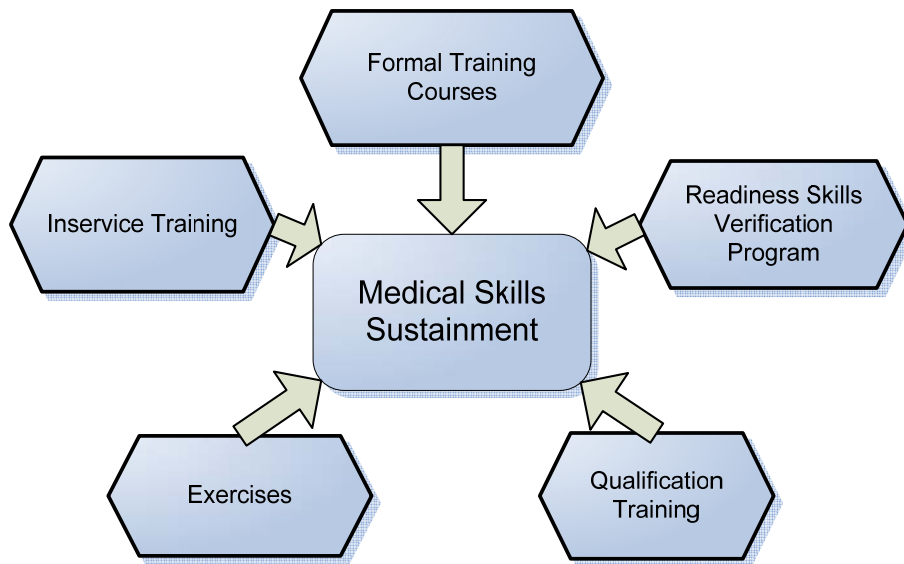 Formal Training
Courses
Inservice Training
Readiness Skills
Verification
Program
Medical Skills
Sustainment
Exercises
Qualification
Training